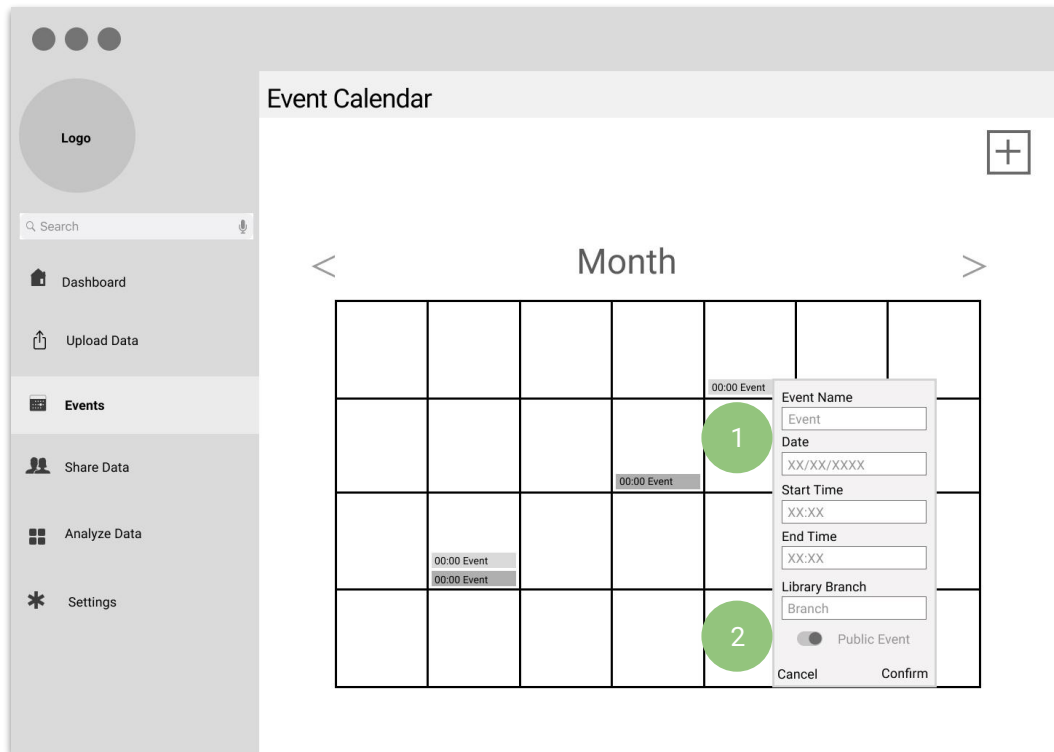 Logo
Search
Dashboard
Upload Data
Events
Share Data
Analyze Data
Settings
Event Calendar
< Month >
00:00 Event
00:00 Event
00:00 Event
00:00 Event
1
Event Name
Event
Date
XX/XX/XXXX
Start Time
XX:XX
End Time
XX:XX
Library Branch
Branch
2
Public Event
Cancel Confirm